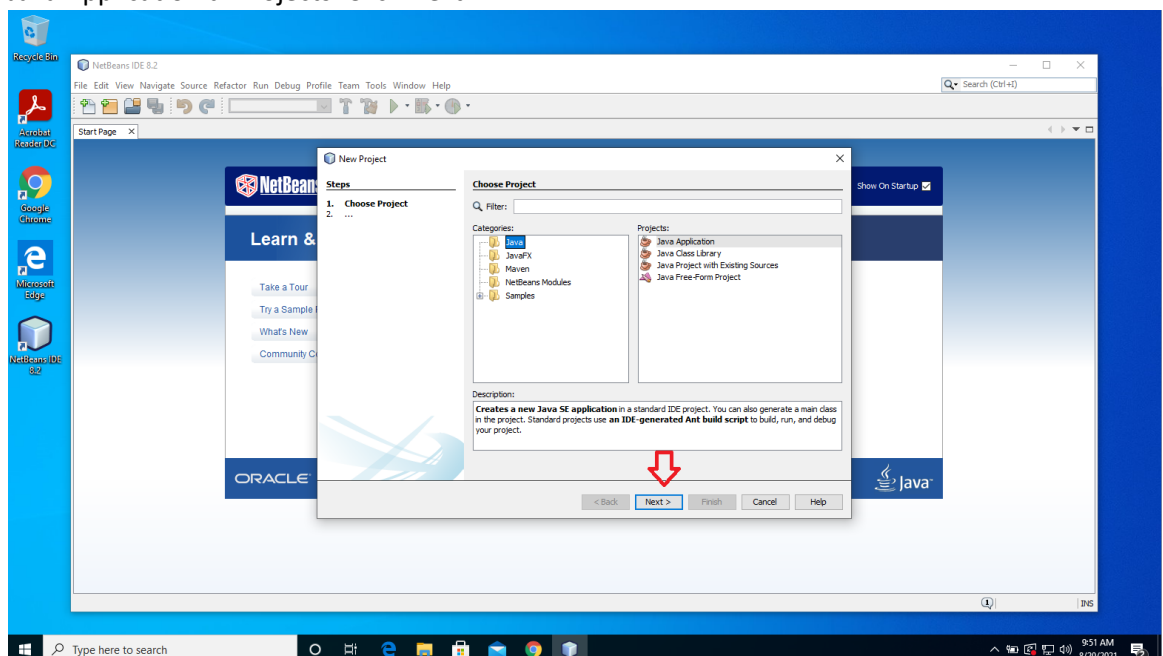 Recycle Bin
NetBeans IDE 8.2
File Edit View Navigate Source Refactor Run Debug Profile Team Tools Window Help
Search (Ctrl+I)
Acrobat
Reader DC
Start Page
New Project
NetBeans
Steps
Choose Project
Show On Startup
1. Choose Project
2. ...
Filter:
Google
Chrome
Categories:
Projects:
Learn &
Java
JavaFX
Maven
NetBeans Modules
Samples
Java Application
Java Class Library
Java Project with Existing Sources
Java Free-Form Project
Microsoft
Edge
Take a Tour
Try a Sample
What's New
Community
NetBeans IDE
8.2
Description:
Creates a new Java SE application in a standard IDE project. You can also generate a main class
in the project. Standard projects use an IDE-generated Ant build script to build, run, and debug
your project.
ORACLE
Java
< Back Next > Finish Cancel Help
1
INS
Type here to search
9:51 AM
8/20/2021